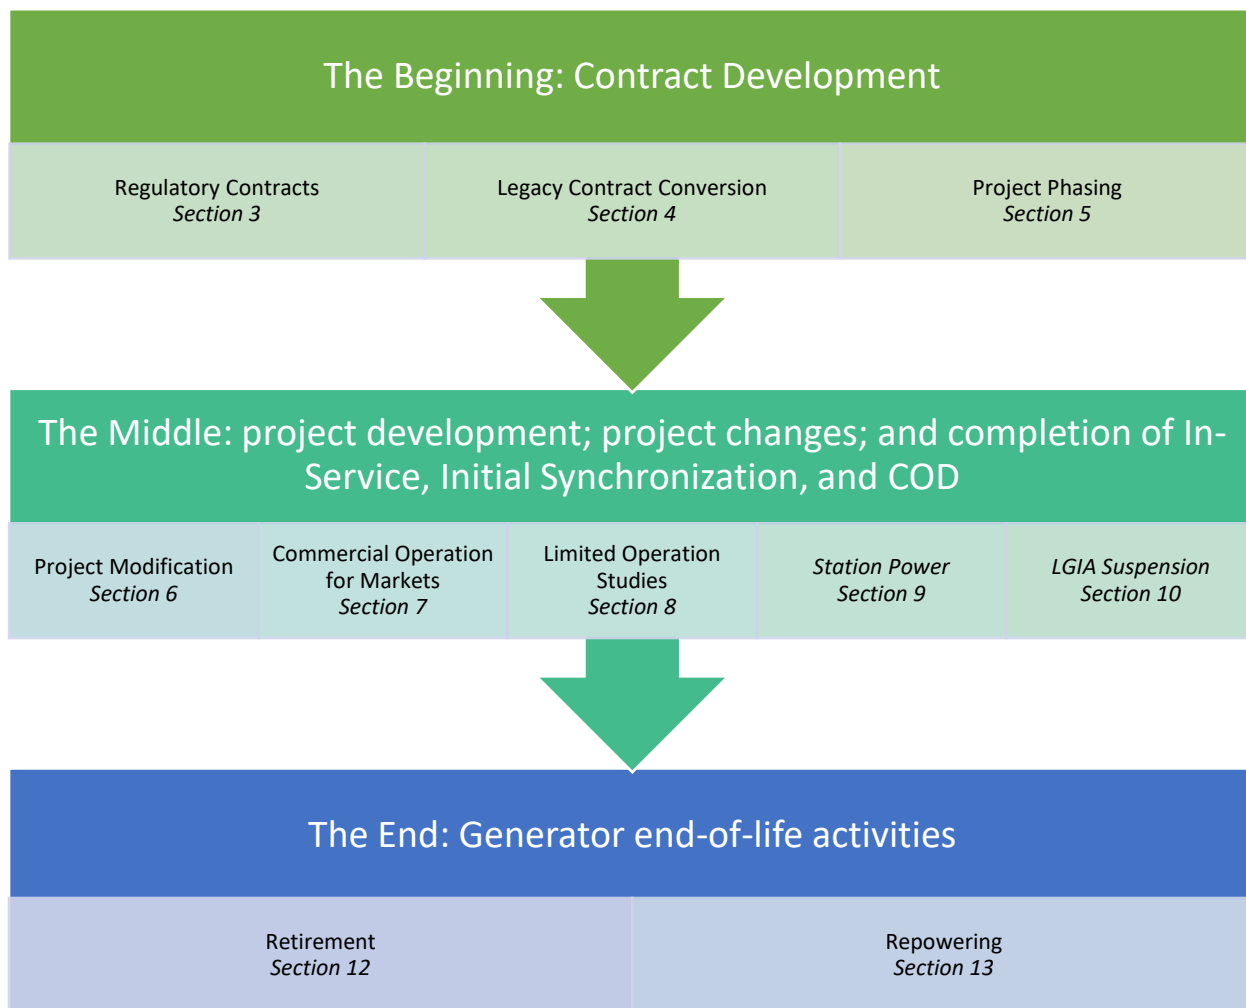 The Beginning: Contract Development
Regulatory Contracts
Section 3
Legacy Contract Conversion
Section 4
Project Phasing
Section 5
The Middle: project development; project changes; and completion of In-
Service, Initial Synchronization, and COD
Project Modification
Section 6
Commercial Operation
for Markets
Section 7
Limited Operation
Studies
Section 8
Station Power
Section 9
LGIA Suspension
Section 10
The End: Generator end-of-life activities
Retirement
Section 12
Repowering
Section 13